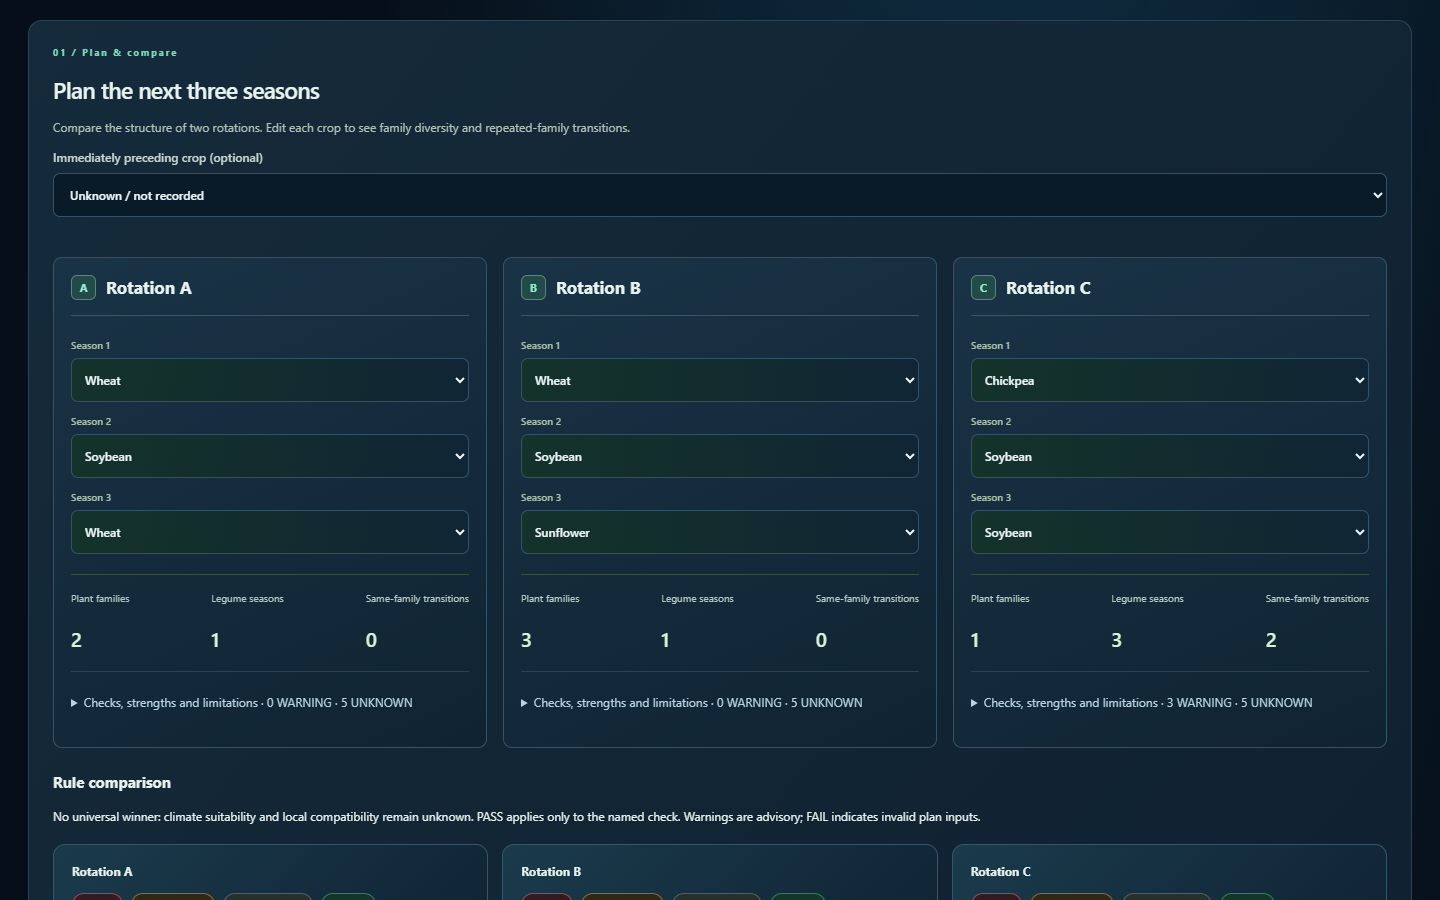 01 / Plan & compare
Plan the next three seasons
Compare the structure of two rotations. Edit each crop to see family diversity and repeated-family transitions.
Immediately preceding crop (optional)
Unknown / not recorded
A Rotation A
Season 1
Wheat
Season 2
Soybean
Season 3
Wheat
Plant families Legume seasons Same-family transitions
2 1 0
Checks, strengths and limitations · 0 WARNING · 5 UNKNOWN
B Rotation B
Season 1
Wheat
Season 2
Soybean
Season 3
Sunflower
Plant families Legume seasons Same-family transitions
3 1 0
Checks, strengths and limitations · 0 WARNING · 5 UNKNOWN
C Rotation C
Season 1
Chickpea
Season 2
Soybean
Season 3
Soybean
Plant families Legume seasons Same-family transitions
1 3 2
Checks, strengths and limitations · 3 WARNING · 5 UNKNOWN
Rule comparison
No universal winner: climate suitability and local compatibility remain unknown. PASS applies only to the named check. Warnings are advisory; FAIL indicates invalid plan inputs.
Rotation A
Rotation B
Rotation C